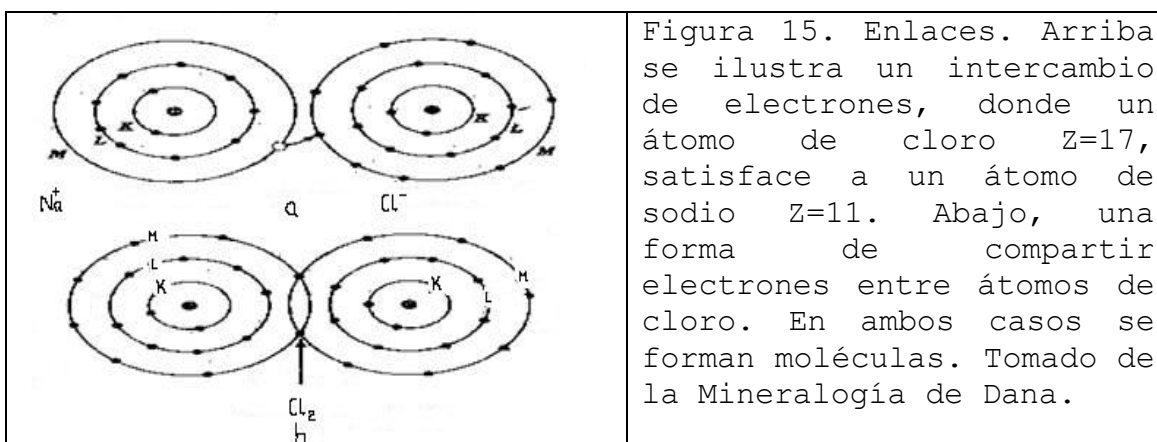 K
L
M
K
L
M
Na+
a
Cl-
M
L
K
K
L
M
Cl2
b
Figura 15. Enlaces. Arriba
se ilustra un intercambio
de electrones, donde un
átomo de cloro Z=17,
satisface a un átomo de
sodio Z=11. Abajo, una
forma de compartir
electrones entre átomos de
cloro. En ambos casos se
forman moléculas. Tomado de
la Mineralogía de Dana.